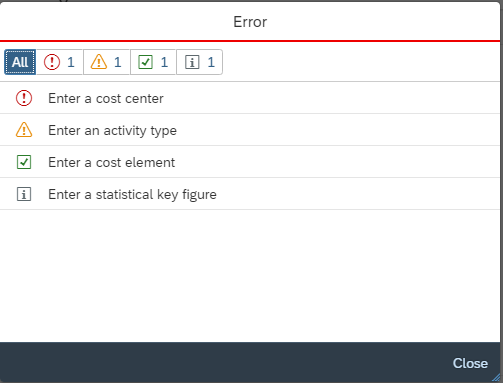 Error
All 1 1 1 1
Enter a cost center
Enter an activity type
Enter a cost element
Enter a statistical key figure
Close